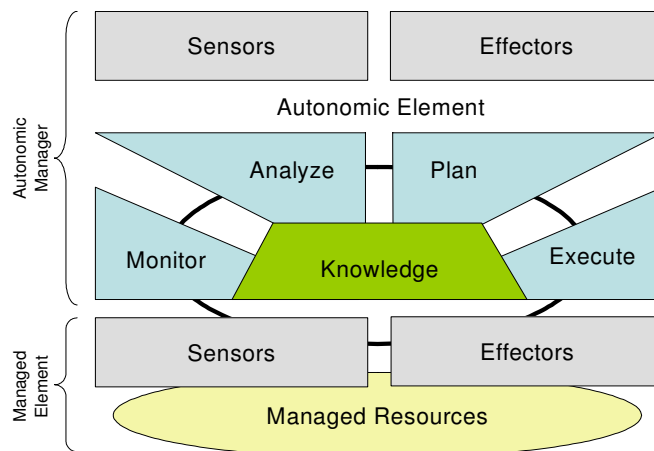 Sensors
Effectors
Autonomic Element
Autonomic
Manager
Analyze
Plan
Monitor
Knowledge
Execute
Sensors
Effectors
Managed
Element
Managed Resources